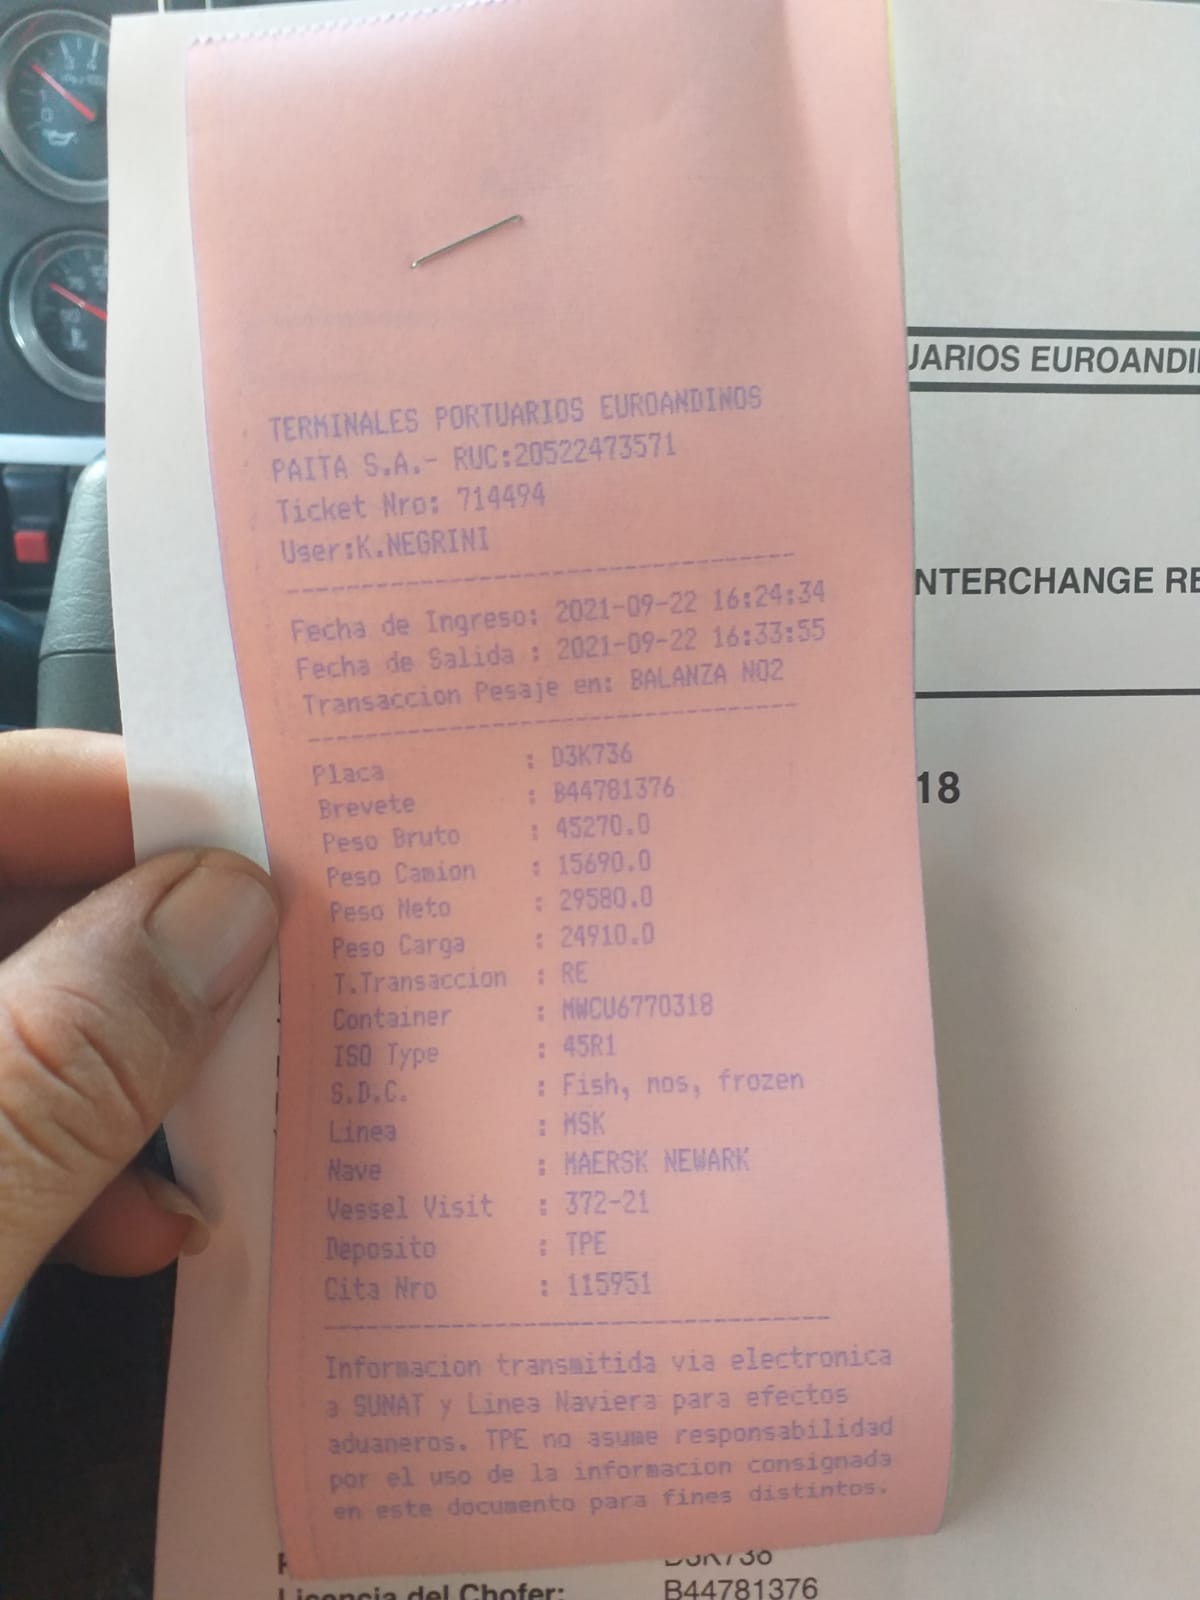 TERMINALES PORTUARIOS EUROANDINOS
PAITA S.A.- RUC:20522473571
Ticket Nro: 714494
User:K.NEGRINI
Fecha de Ingreso: 2021-09-22 16:24:34
Fecha de Salida : 2021-09-22 16:33:55
Transaccion Pesaje en: BALANZA NO2
Placa : D3K736
Brevete : B44781376
Peso Bruto : 45270.0
Peso Camion : 15690.0
Peso Neto : 29580.0
Peso Carga : 24910.0
T.Transaccion : RE
Container : MWCU6770318
ISO Type : 45R1
S.D.C. : Fish, nos, frozen
Linea : MSK
Nave : MAERSK NEWARK
Vessel Visit : 372-21
Deposito : TPE
Cita Nro : 115951
Informacion transmitida via electronica
a SUNAT y Linea Naviera para efectos
aduaneros. TPE no asume responsabilidad
por el uso de la informacion consignada
en este documento para fines distintos.
UARIOS EUROANDI
NTERCHANGE RE
18
Licencia del Chofer: B44781376